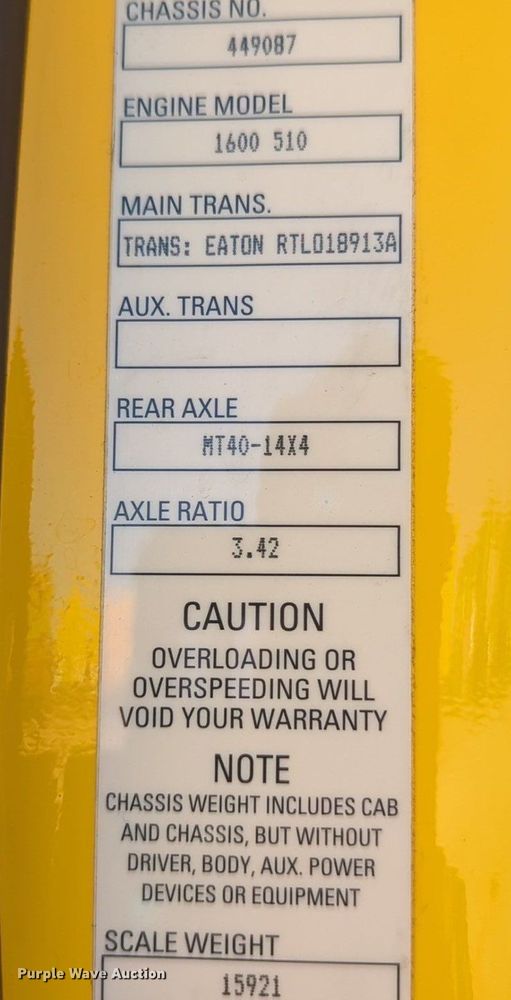 CHASSIS NO.
449087
ENGINE MODEL
1600 510
MAIN TRANS.
TRANS: EATON RTLO18913A
AUX. TRANS
REAR AXLE
MT40-14X4
AXLE RATIO
3.42
CAUTION
OVERLOADING OR
OVERSPEEDING WILL
VOID YOUR WARRANTY
NOTE
CHASSIS WEIGHT INCLUDES CAB
AND CHASSIS, BUT WITHOUT
DRIVER, BODY, AUX. POWER
DEVICES OR EQUIPMENT
SCALE WEIGHT
Purple Wave Auction
15921